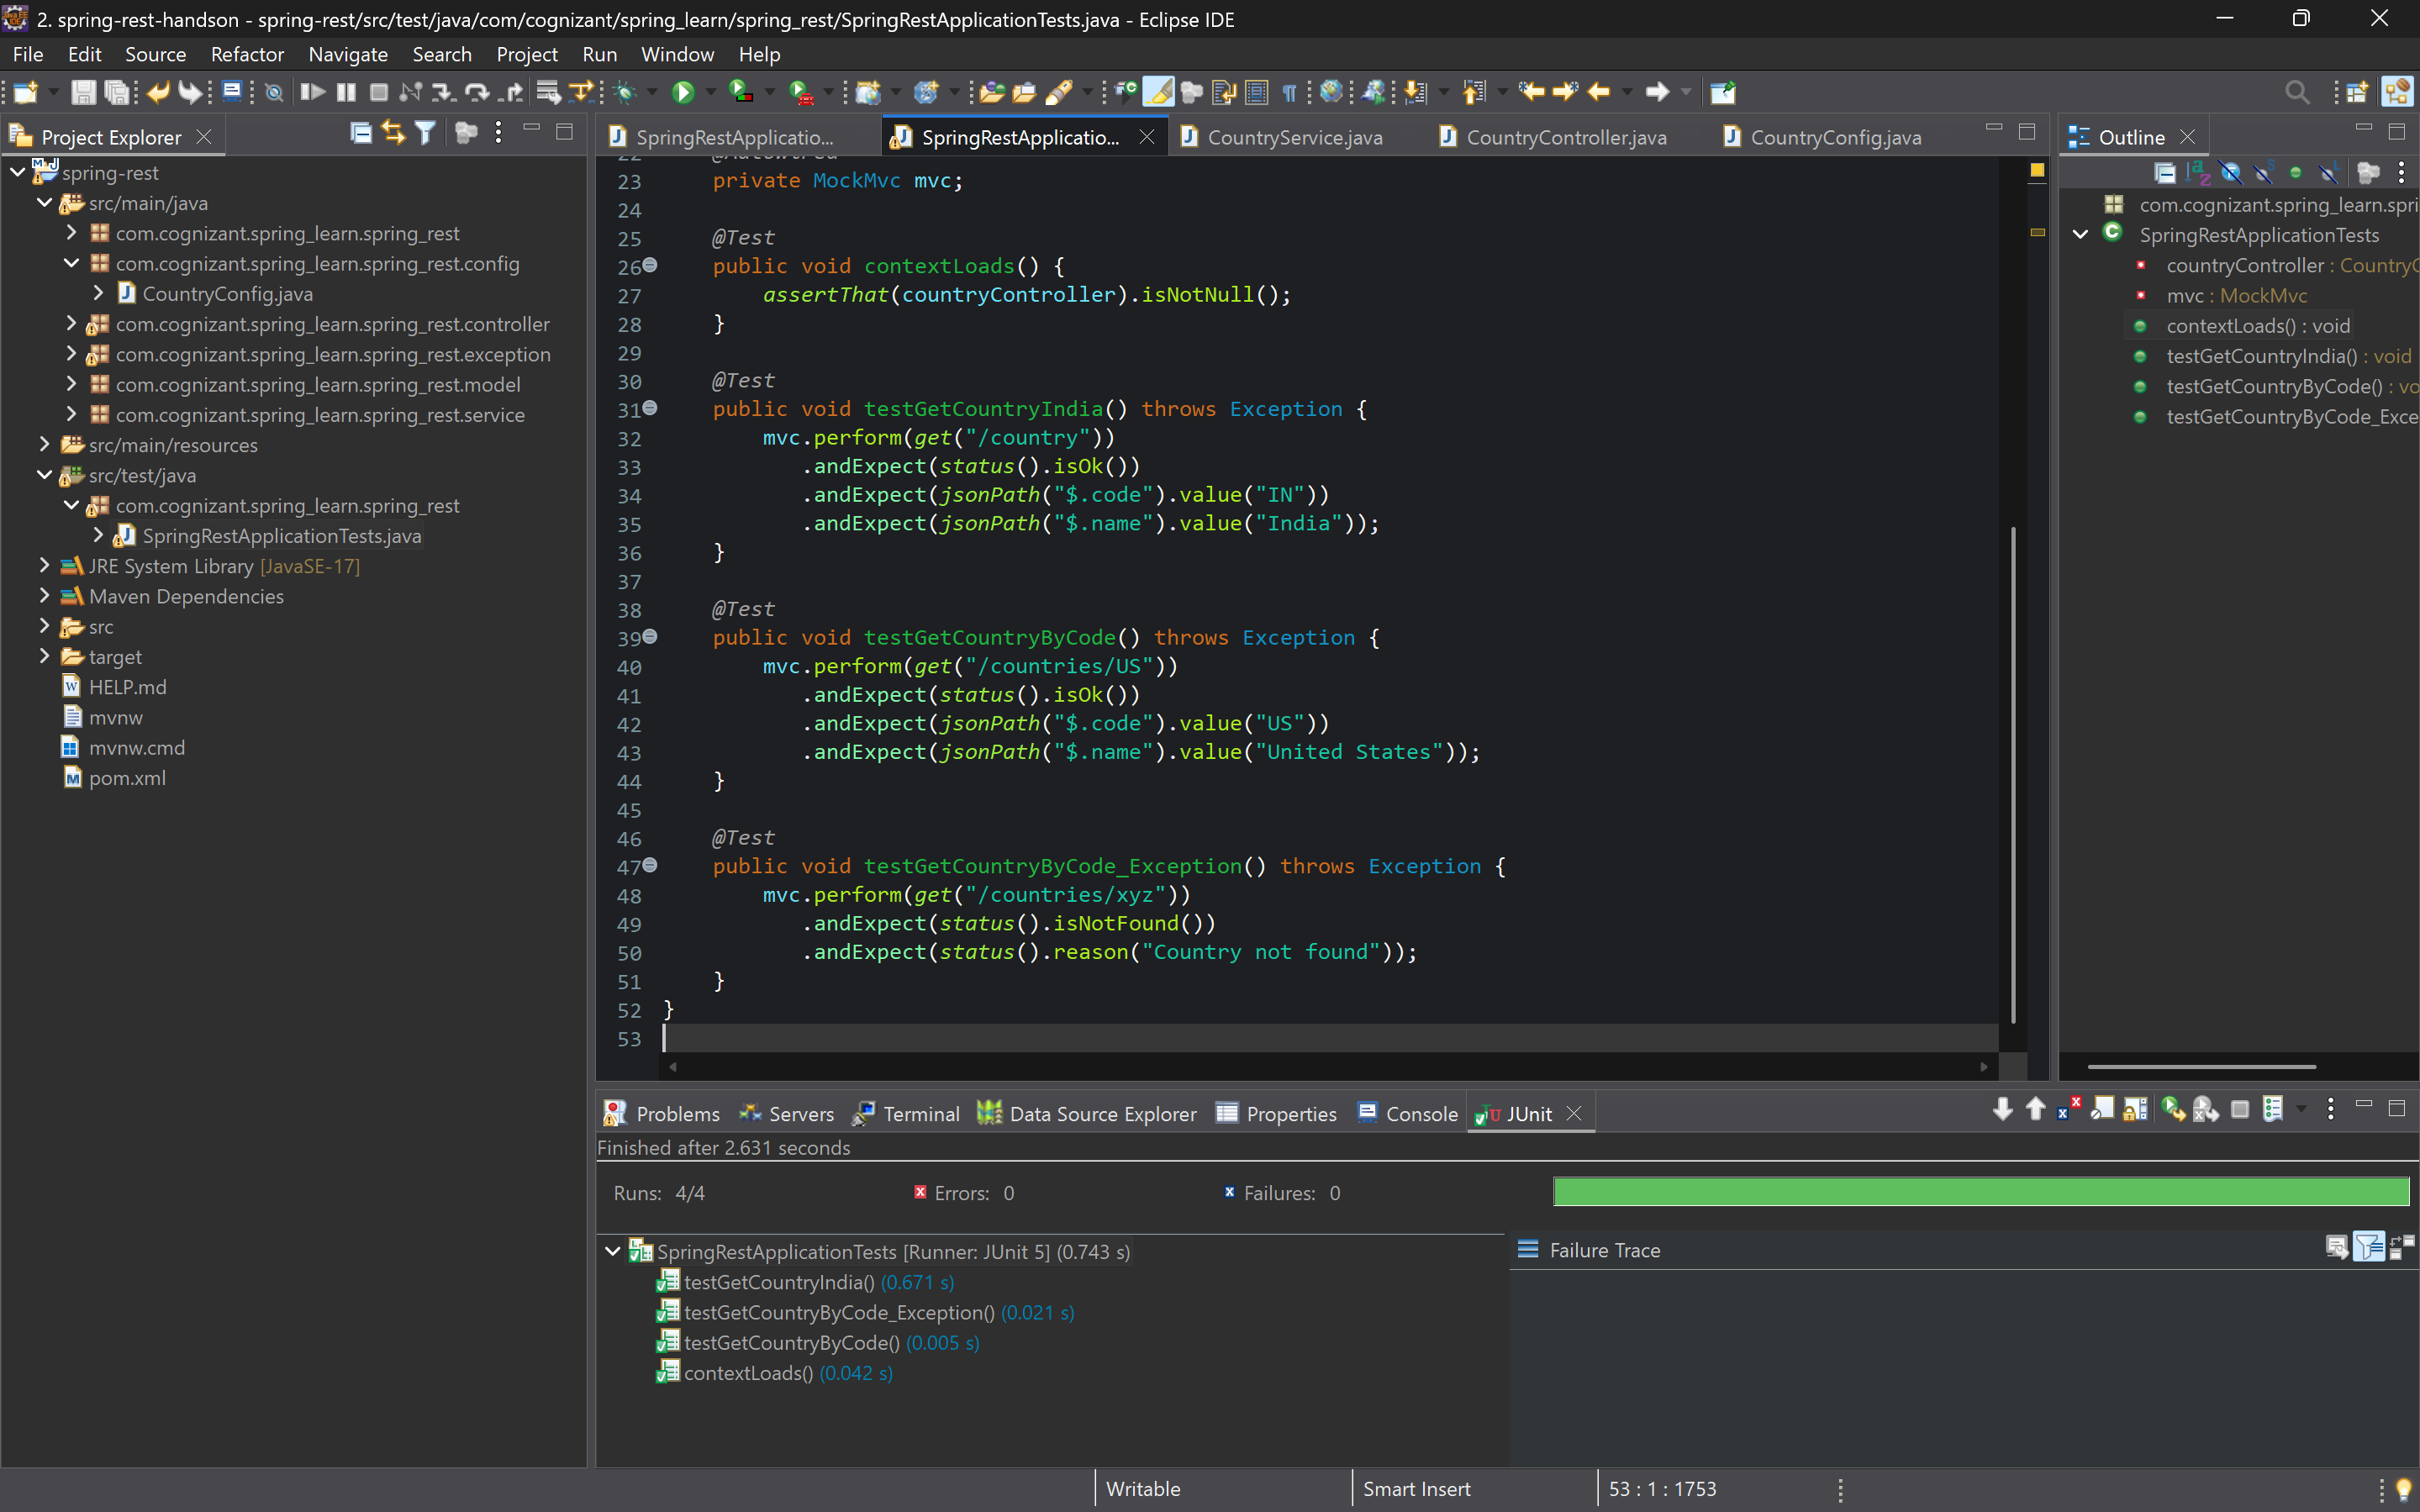 2. spring-rest-handson - spring-rest/src/test/java/com/cognizant/spring_learn/spring_rest/SpringRestApplicationTests.java - Eclipse IDE
File Edit Source Refactor Navigate Search Project Run Window Help
Project Explorer
spring-rest
src/main/java
com.cognizant.spring_learn.spring_rest
com.cognizant.spring_learn.spring_rest.config
CountryConfig.java
com.cognizant.spring_learn.spring_rest.controller
com.cognizant.spring_learn.spring_rest.exception
com.cognizant.spring_learn.spring_rest.model
com.cognizant.spring_learn.spring_rest.service
src/main/resources
src/test/java
com.cognizant.spring_learn.spring_rest
SpringRestApplicationTests.java
JRE System Library [JavaSE-17]
Maven Dependencies
src
target
HELP.md
mvnw
mvnw.cmd
pom.xml
SpringRestApplicatio... SpringRestApplicatio... CountryService.java CountryController.java CountryConfig.java
22 @Autowired
23 private MockMvc mvc;
24
25 @Test
26 public void contextLoads() {
27 assertThat(countryController).isNotNull();
28 }
29
30 @Test
31 public void testGetCountryIndia() throws Exception {
32 mvc.perform(get("/country"))
33 .andExpect(status().isOk())
34 .andExpect(jsonPath("$.code").value("IN"))
35 .andExpect(jsonPath("$.name").value("India"));
36 }
37
38 @Test
39 public void testGetCountryByCode() throws Exception {
40 mvc.perform(get("/countries/US"))
41 .andExpect(status().isOk())
42 .andExpect(jsonPath("$.code").value("US"))
43 .andExpect(jsonPath("$.name").value("United States"));
44 }
45
46 @Test
47 public void testGetCountryByCode_Exception() throws Exception {
48 mvc.perform(get("/countries/xyz"))
49 .andExpect(status().isNotFound())
50 .andExpect(status().reason("Country not found"));
51 }
52 }
53
Outline
com.cognizant.spring_learn.spri
SpringRestApplicationTests
countryController : CountryC
mvc : MockMvc
contextLoads() : void
testGetCountryIndia() : void
testGetCountryByCode() : vo
testGetCountryByCode_Exce
Problems Servers Terminal Data Source Explorer Properties Console JUnit
Finished after 2.631 seconds
Runs: 4/4 Errors: 0 Failures: 0
SpringRestApplicationTests [Runner: JUnit 5] (0.743 s)
testGetCountryIndia() (0.671 s)
testGetCountryByCode_Exception() (0.021 s)
testGetCountryByCode() (0.005 s)
contextLoads() (0.042 s)
Failure Trace
Writable Smart Insert 53 : 1 : 1753